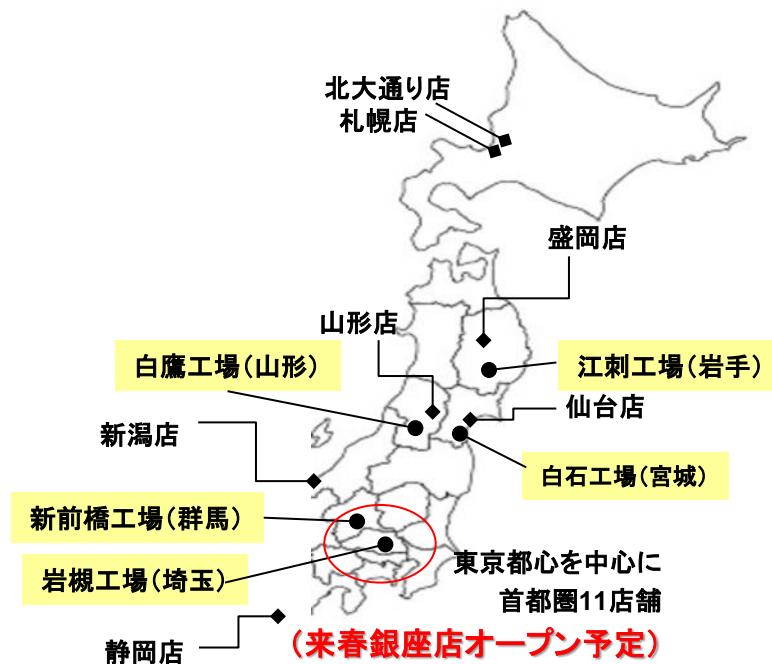 北大通り店
札幌店
盛岡店
山形店
白鷹工場(山形)
江刺工場(岩手)
仙台店
新潟店
白石工場(宮城)
新前橋工場(群馬)
岩槻工場(埼玉)
東京都心を中心に
首都圏11店舗
静岡店
(来春銀座店オープン予定)